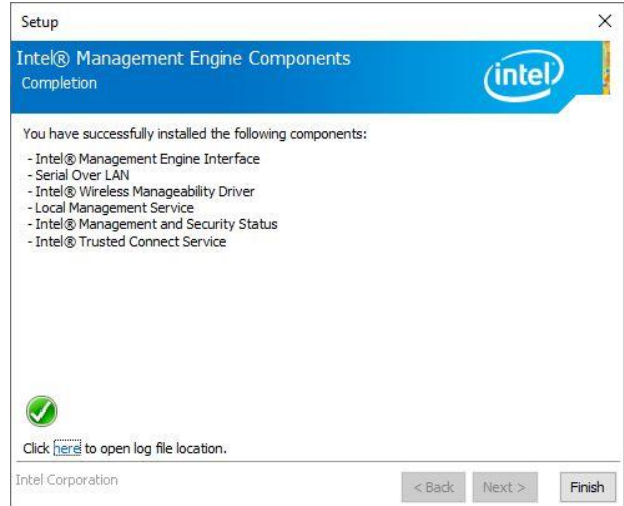 Setup
Intel® Management Engine Components
Completion
intel
You have successfully installed the following components:
- Intel® Management Engine Interface
- Serial Over LAN
- Intel® Wireless Manageability Driver
- Local Management Service
- Intel® Management and Security Status
- Intel® Trusted Connect Service
Click here to open log file location.
Intel Corporation
< Back Next > Finish